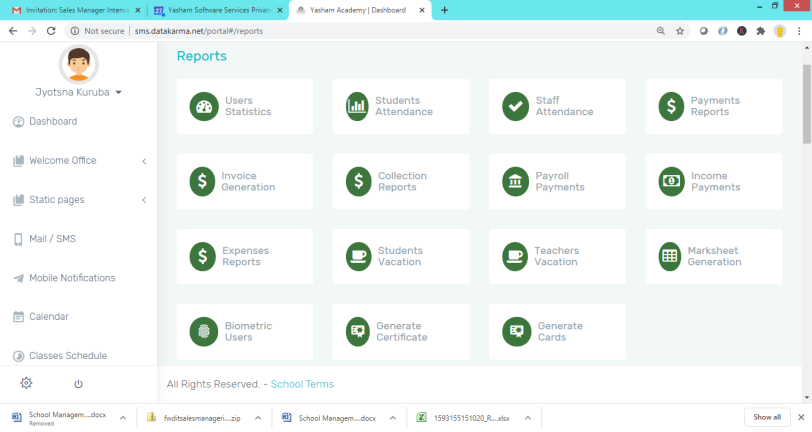 Invitation: Sales Manager Intervie
Yasham Software Services Privat
Yasham Academy | Dashboard
Not secure | sms.datakarma.net/portal#/reports
Jyotsna Kuruba
Dashboard
Welcome Office
Static pages
Mail / SMS
Mobile Notifications
Calendar
Classes Schedule
Reports
Users
Statistics
Students
Attendance
Staff
Attendance
Payments
Reports
Invoice
Generation
Collection
Reports
Payroll
Payments
Income
Payments
Expenses
Reports
Students
Vacation
Teachers
Vacation
Marksheet
Generation
Biometric
Users
Generate
Certificate
Generate
Cards
All Rights Reserved. - School Terms
School Managem....docx
Removed
fwditsalesmanageri....zip
School Managem....docx
1593155151020_R....xlsx
Show all